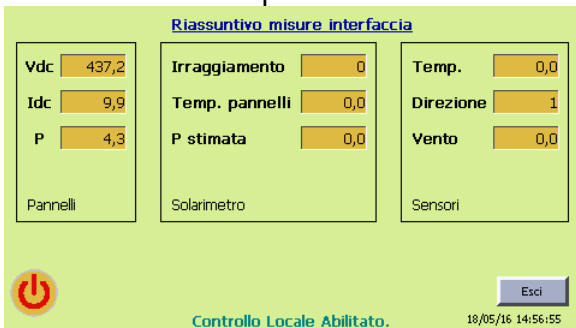 Riassuntivo misure interfaccia
Vdc 437,2
Idc 9,9
P 4,3
Pannelli
Irraggiamento 0
Temp. pannelli 0,0
P stimata 0,0
Solarimetro
Temp. 0,0
Direzione 1
Vento 0,0
Sensori
Esci
Controllo Locale Abilitato.
18/05/16 14:56:55